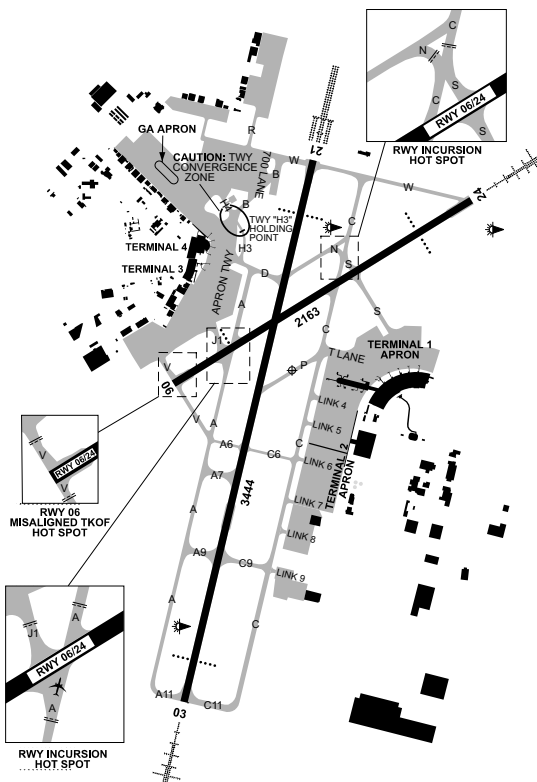 C
N
S
C
RWY 06/24
S
RWY INCURSION
HOT SPOT
GA APRON
R
21
CAUTION: TWY
CONVERGENCE
ZONE
700 LANE
W
B
B
W
24
H4
TWY "H3"
HOLDING
POINT
C
N
S
TERMINAL 4
H3
TERMINAL 3
APRON TWY
D
A
2163
S
C
J1
TERMINAL 1
APRON
T LANE
V
06
P
LINK 4
V
A
LINK 5
A6
C6
C
LINK 6
TERMINAL 2
APRON
A7
3444
LINK 7
A
LINK 8
A9
C9
LINK 9
A
C
A11
C11
03
V
RWY 06/24
V
RWY 06
MISALIGNED TKOF
HOT SPOT
A
J1
RWY 06/24
A
RWY INCURSION
HOT SPOT